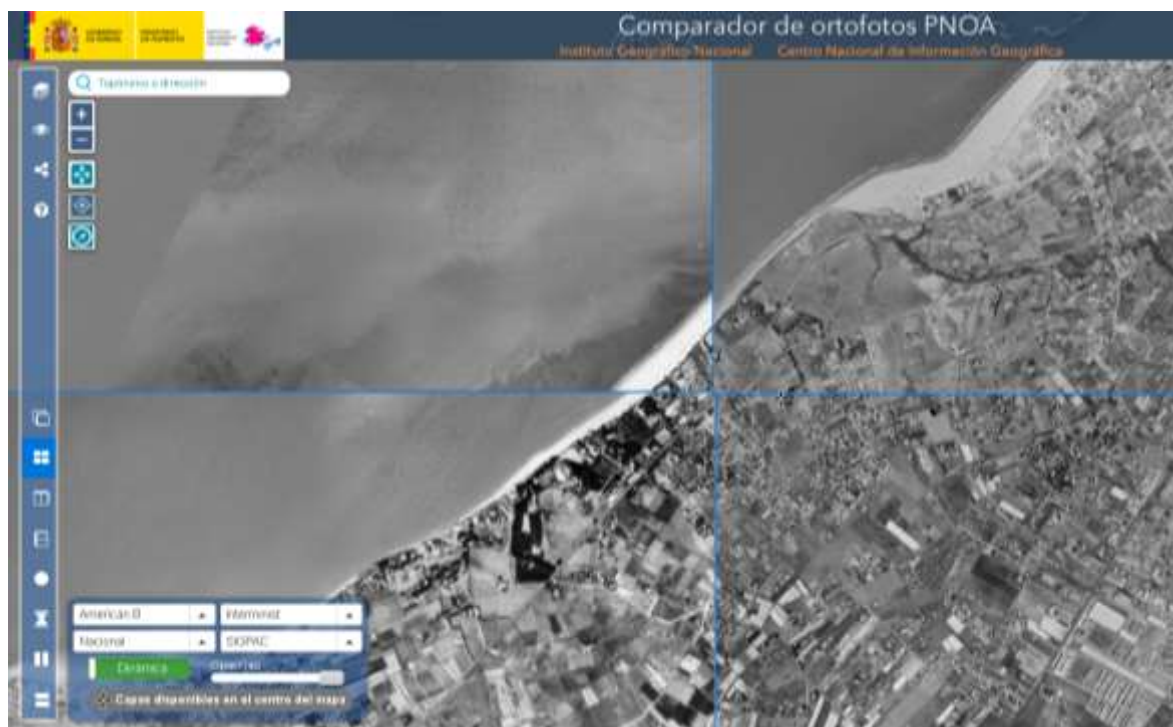 Comparador de ortofotos PNOA
Instituto Geográfico Nacional Centro Nacional de Información Geográfica
Topónimo o dirección
American B
Interminist
Nacional
SIGPAC
Dinámica
Capas disponibles en el centro del mapa